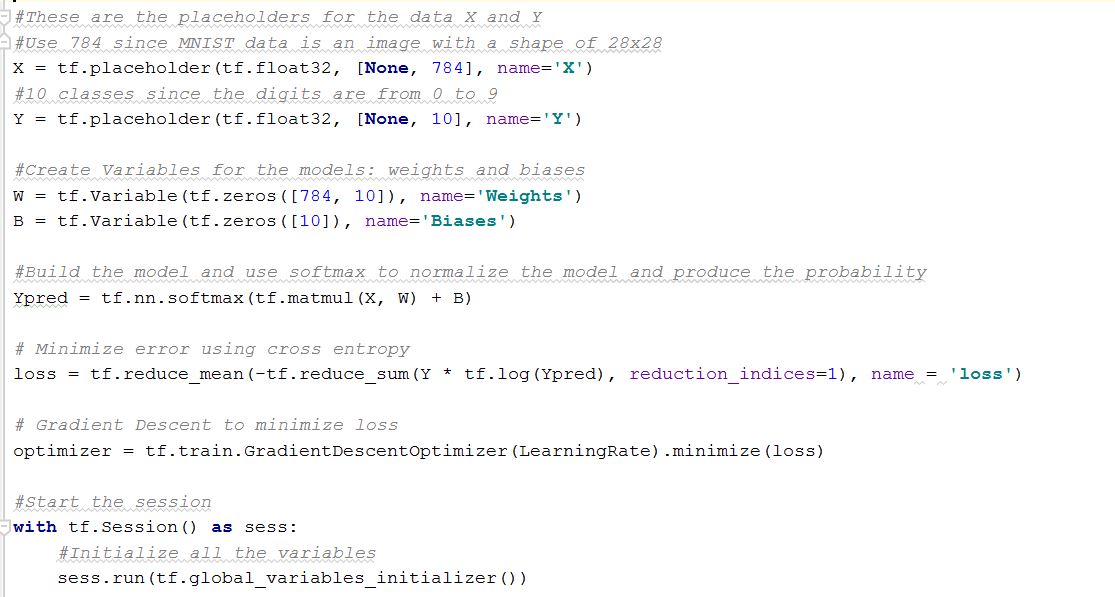 #These are the placeholders for the data X and Y
#Use 784 since MNIST data is an image with a shape of 28x28
X = tf.placeholder(tf.float32, [None, 784], name='X')
#10 classes since the digits are from 0 to 9
Y = tf.placeholder(tf.float32, [None, 10], name='Y')
#Create Variables for the models: weights and biases
W = tf.Variable(tf.zeros([784, 10]), name='Weights')
B = tf.Variable(tf.zeros([10]), name='Biases')
#Build the model and use softmax to normalize the model and produce the probability
Ypred = tf.nn.softmax(tf.matmul(X, W) + B)
# Minimize error using cross entropy
loss = tf.reduce_mean(-tf.reduce_sum(Y * tf.log(Ypred), reduction_indices=1), name = 'loss')
# Gradient Descent to minimize loss
optimizer = tf.train.GradientDescentOptimizer(LearningRate).minimize(loss)
#Start the session
with tf.Session() as sess:
    #Initialize all the variables
    sess.run(tf.global_variables_initializer())